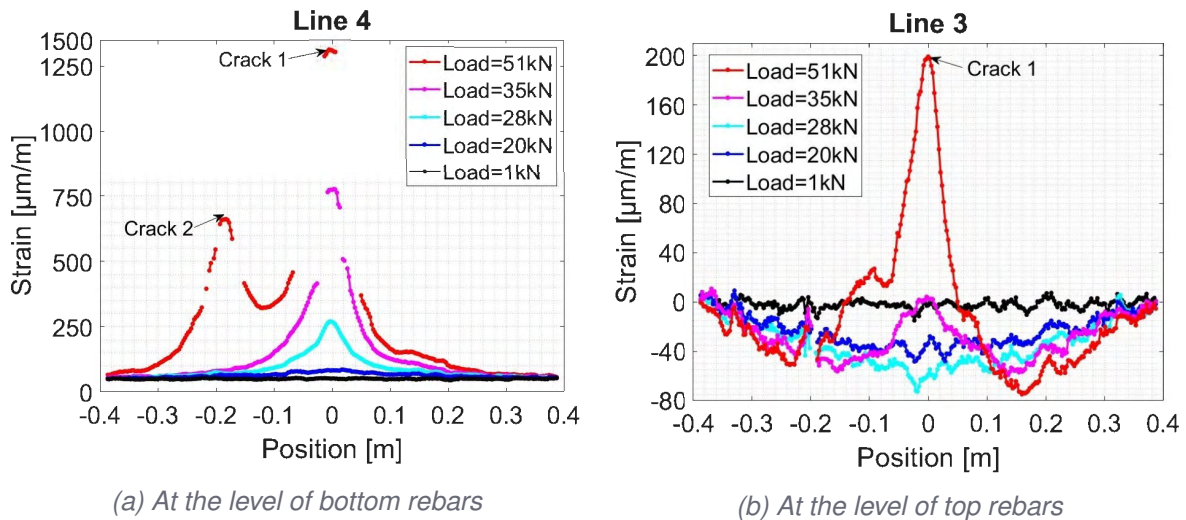 Line 4
1500
1250
1000
750
500
250
0
Strain [µm/m]
-0.4 -0.3 -0.2 -0.1 0 0.1 0.2 0.3 0.4
Position [m]
Crack 1
Crack 2
Load=51kN
Load=35kN
Load=28kN
Load=20kN
Load=1kN
(a) At the level of bottom rebars
Line 3
200
160
120
80
40
0
-40
-80
Strain [µm/m]
-0.4 -0.3 -0.2 -0.1 0 0.1 0.2 0.3 0.4
Position [m]
Crack 1
Load=51kN
Load=35kN
Load=28kN
Load=20kN
Load=1kN
(b) At the level of top rebars